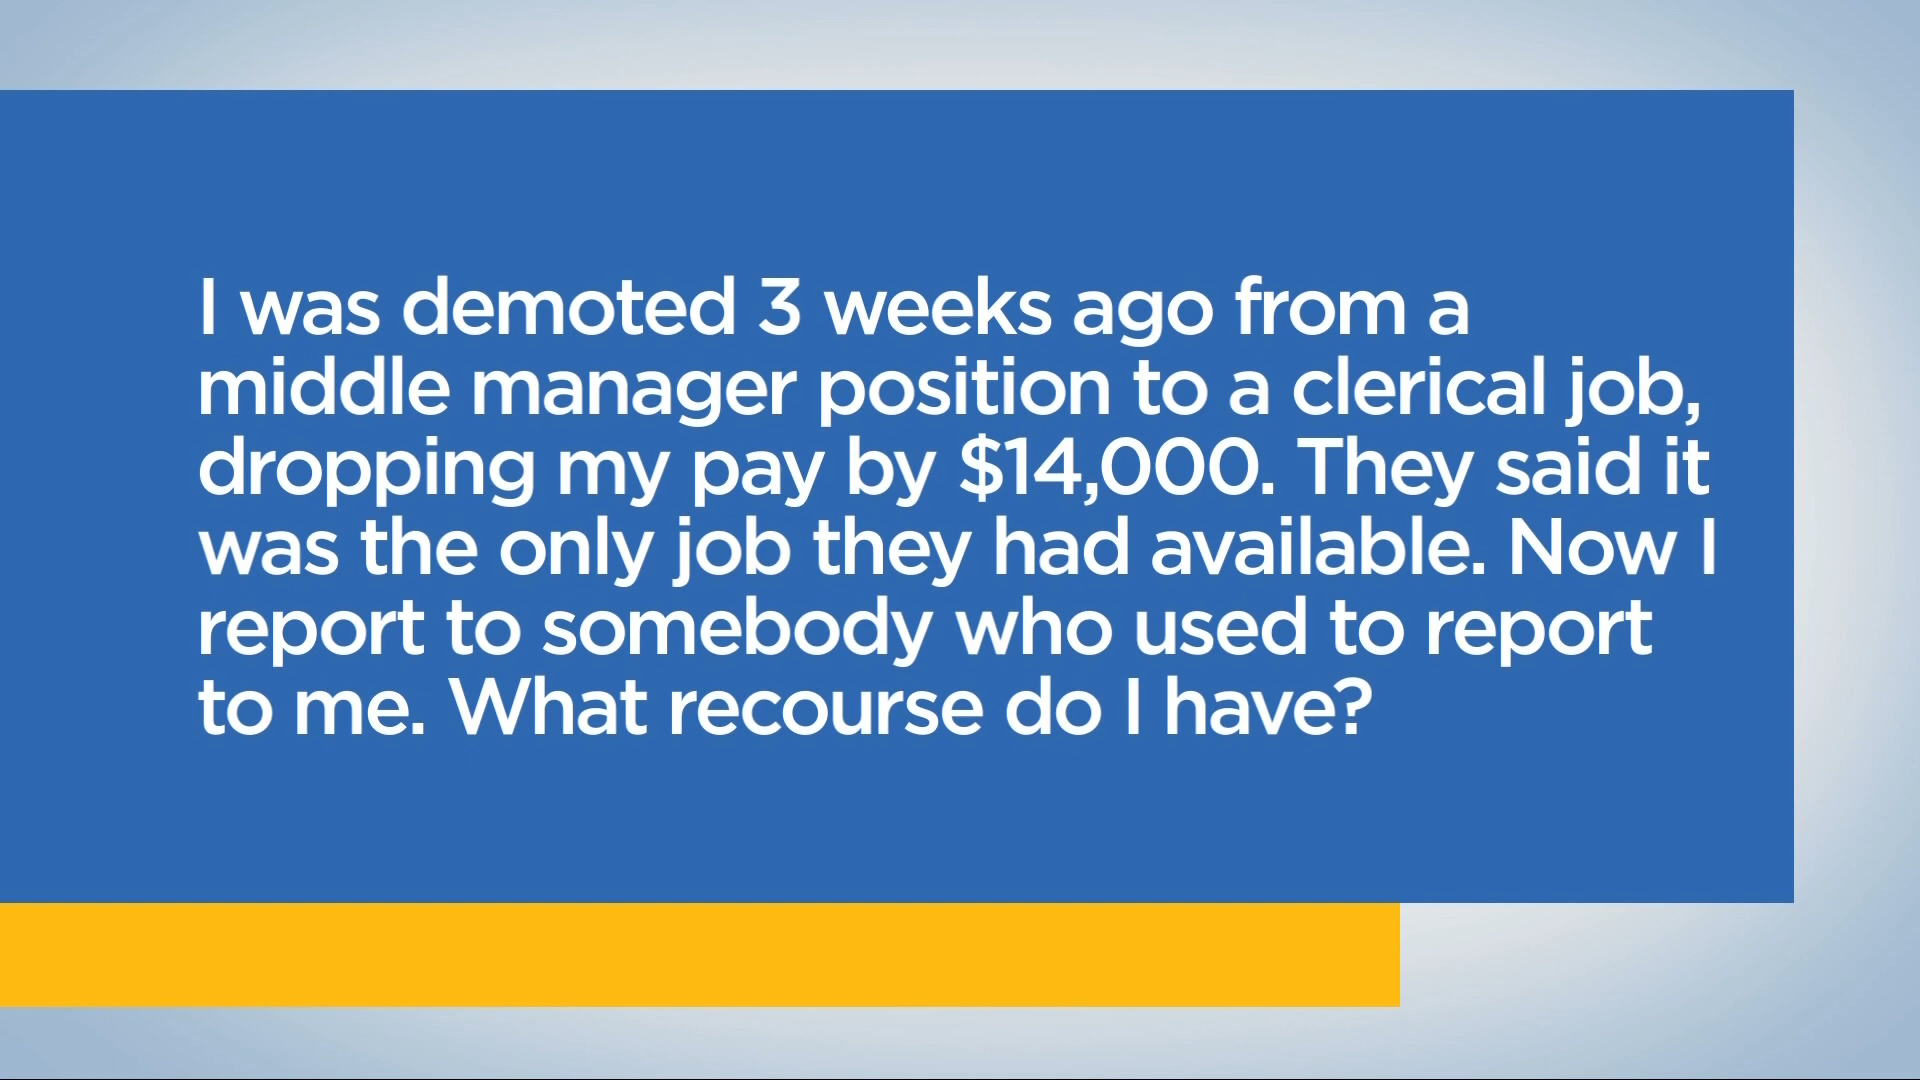 I was demoted 3 weeks ago from a
middle manager position to a clerical job,
dropping my pay by $14,000. They said it
was the only job they had available. Now I
report to somebody who used to report
to me. What recourse do I have?